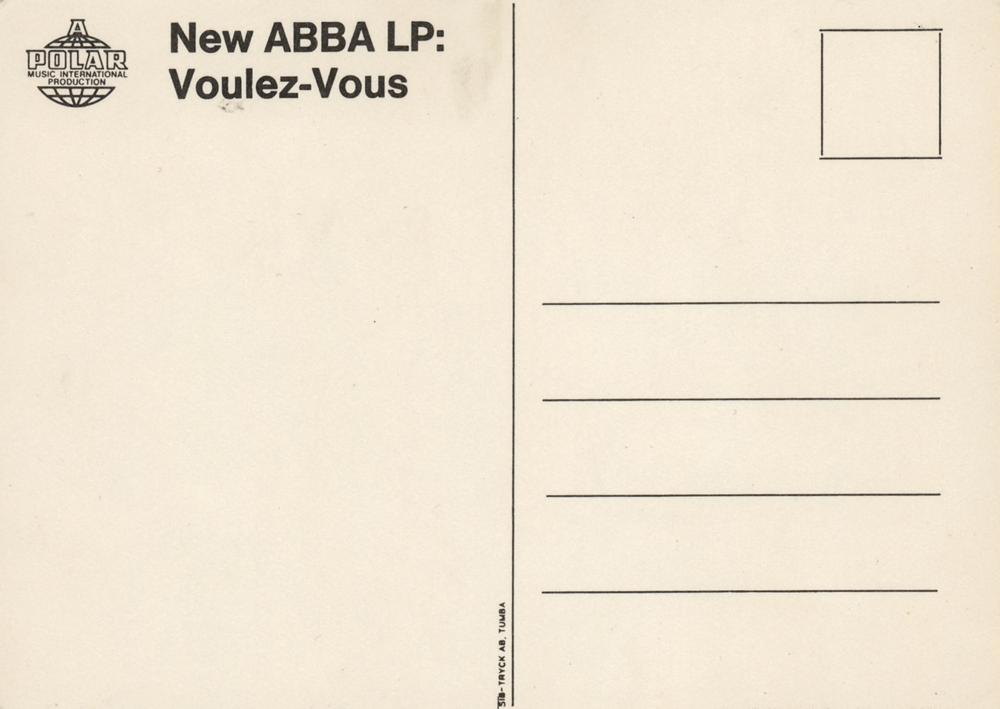 A
POLAR
MUSIC INTERNATIONAL
PRODUCTION
New ABBA LP:
Voulez-Vous
SIB-TRYCK AB, TUMBA